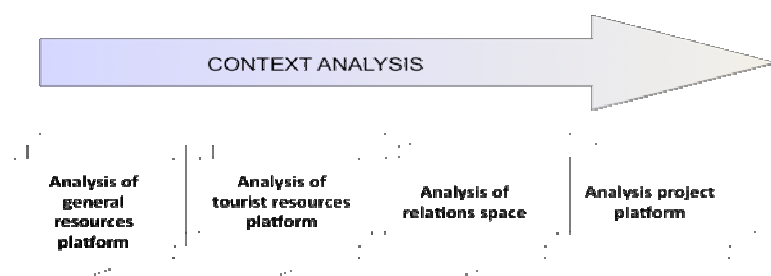 CONTEXT ANALYSIS
Analysis of
general
resources
platform
Analysis of
tourist resources
platform
Analysis of
relations space
Analysis project
platform